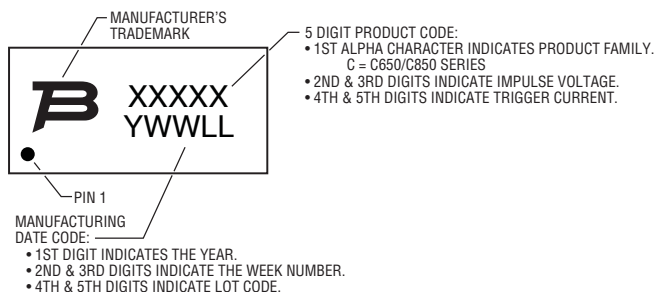 MANUFACTURER'S
TRADEMARK
5 DIGIT PRODUCT CODE:
• 1ST ALPHA CHARACTER INDICATES PRODUCT FAMILY.
C = C650/C850 SERIES
• 2ND & 3RD DIGITS INDICATE IMPULSE VOLTAGE.
• 4TH & 5TH DIGITS INDICATE TRIGGER CURRENT.
XXXXX
YWWLL
PIN 1
MANUFACTURING
DATE CODE:
• 1ST DIGIT INDICATES THE YEAR.
• 2ND & 3RD DIGITS INDICATE THE WEEK NUMBER.
• 4TH & 5TH DIGITS INDICATE LOT CODE.